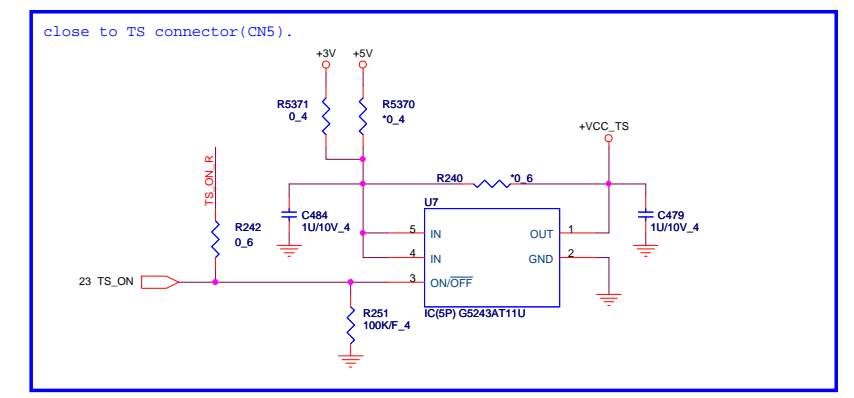 close to TS connector(CN5).
+3V +5V
R5371
0_4
R5370
*0_4
+VCC_TS
TS_ON_R
R240 *0_6
U7
C484
1U/10V_4
C479
1U/10V_4
R242
0_6
5 IN
4 IN
3 ON/OFF
OUT 1
GND 2
23 TS_ON
R251
100K/F_4
IC(5P) G5243AT11U